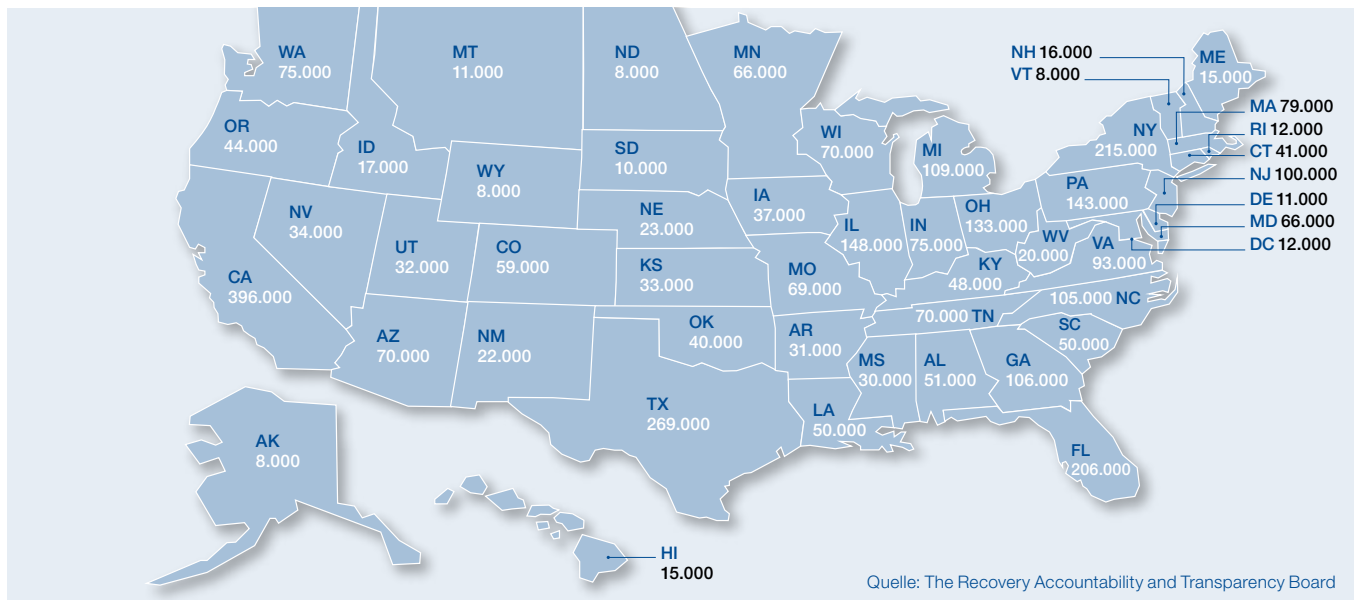 WA
75.000
MT
11.000
ND
8.000
MN
66.000
NH 16.000
VT 8.000
ME
15.000
MA 79.000
RI 12.000
CT 41.000
NJ 100.000
DE 11.000
MD 66.000
DC 12.000
OR
44.000
ID
17.000
WY
8.000
SD
10.000
WI
70.000
MI
109.000
NY
215.000
PA
143.000
NV
34.000
UT
32.000
CO
59.000
NE
23.000
IA
37.000
IL
148.000
IN
75.000
OH
133.000
WV
20.000
VA
93.000
CA
396.000
KS
33.000
MO
69.000
KY
48.000
105.000 NC
70.000 TN
AZ
70.000
NM
22.000
OK
40.000
AR
31.000
SC
50.000
MS
30.000
AL
51.000
GA
106.000
TX
269.000
LA
50.000
FL
206.000
AK
8.000
HI
15.000
Quelle: The Recovery Accountability and Transparency Board